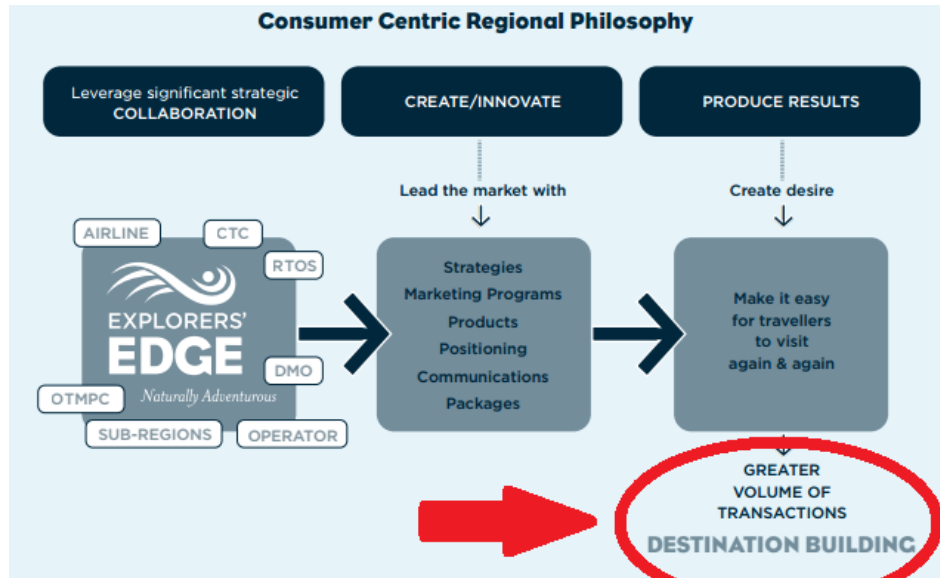 Consumer Centric Regional Philosophy
Leverage significant strategic
COLLABORATION
CREATE/INNOVATE
PRODUCE RESULTS
Lead the market with
Create desire
AIRLINE
CTC
RTOS
EXPLORERS'
EDGE
Naturally Adventurous
DMO
OTMPC
SUB-REGIONS
OPERATOR
Strategies
Marketing Programs
Products
Positioning
Communications
Packages
Make it easy
for travellers
to visit
again & again
GREATER
VOLUME OF
TRANSACTIONS
DESTINATION BUILDING